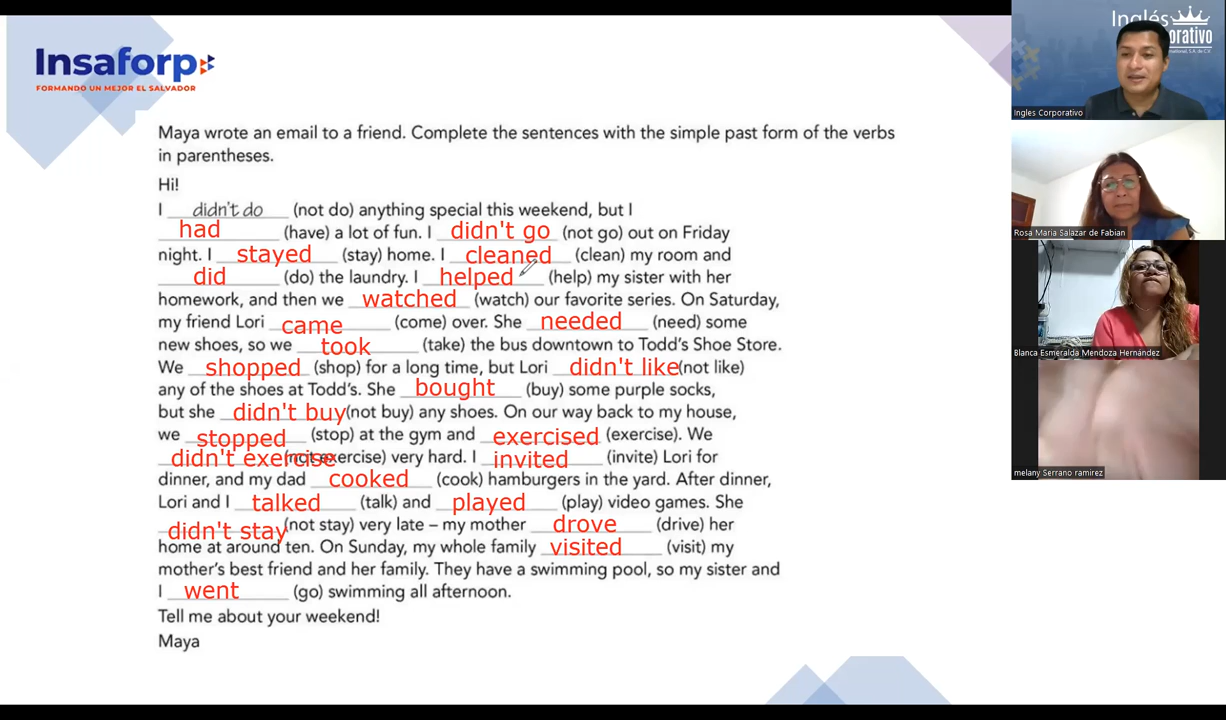 Insaforp
FORMANDO UN MEJOR EL SALVADOR
Maya wrote an email to a friend. Complete the sentences with the simple past form of the verbs
in parentheses.
Hi!
I didn't do (not do) anything special this weekend, but I
had (have) a lot of fun. I didn't go (not go) out on Friday
night. I stayed (stay) home. I cleaned (clean) my room and
did (do) the laundry. I helped (help) my sister with her
homework, and then we watched (watch) our favorite series. On Saturday,
my friend Lori came (come) over. She needed (need) some
new shoes, so we took (take) the bus downtown to Todd's Shoe Store.
We shopped (shop) for a long time, but Lori didn't like (not like)
any of the shoes at Todd's. She bought (buy) some purple socks,
but she didn't buy (not buy) any shoes. On our way back to my house,
we stopped (stop) at the gym and exercised (exercise). We
didn't exercise (not exercise) very hard. I invited (invite) Lori for
dinner, and my dad cooked (cook) hamburgers in the yard. After dinner,
Lori and I talked (talk) and played (play) video games. She
didn't stay (not stay) very late – my mother drove (drive) her
home at around ten. On Sunday, my whole family visited (visit) my
mother's best friend and her family. They have a swimming pool, so my sister and
I went (go) swimming all afternoon.
Tell me about your weekend!
Maya
Inglés
Ingles Corporativo
Rosa Maria Salazar de Fabian
Blanca Esmeralda Mendoza Hernández
melany Serrano ramirez